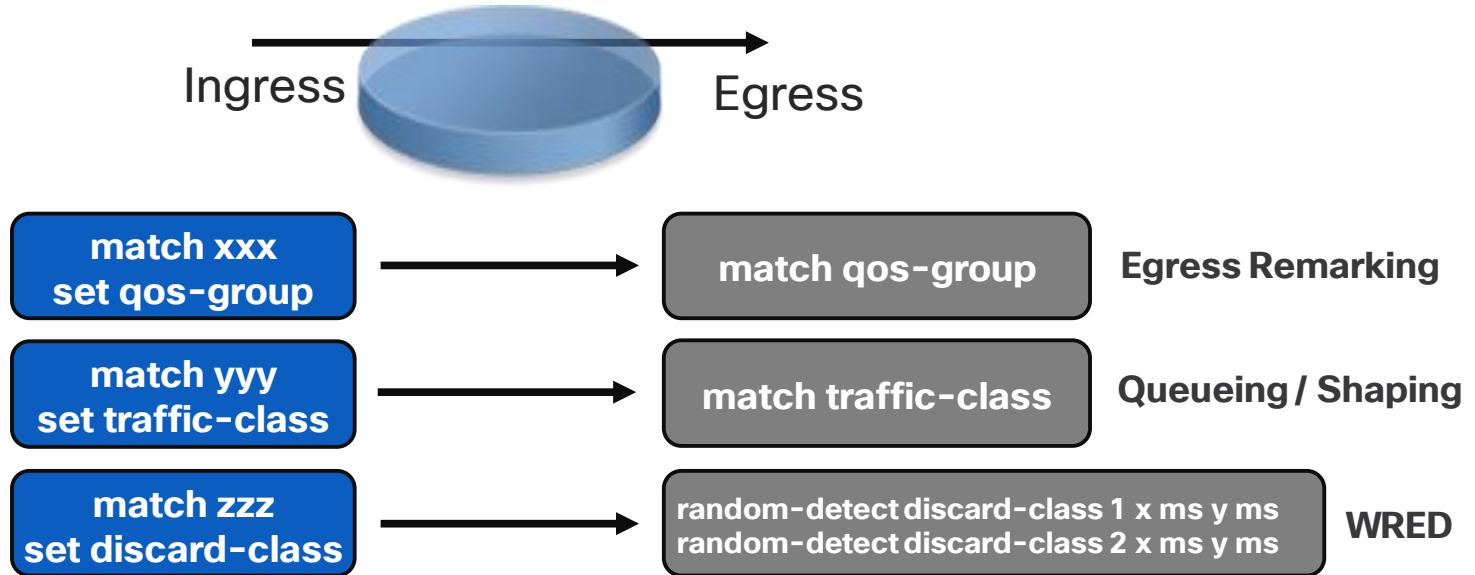 Ingress
Egress
match xxx
set qos-group
match qos-group
Egress Remarking
match yyy
set traffic-class
match traffic-class
Queueing / Shaping
match zzz
set discard-class
random-detect discard-class 1 x ms y ms
random-detect discard-class 2 x ms y ms
WRED